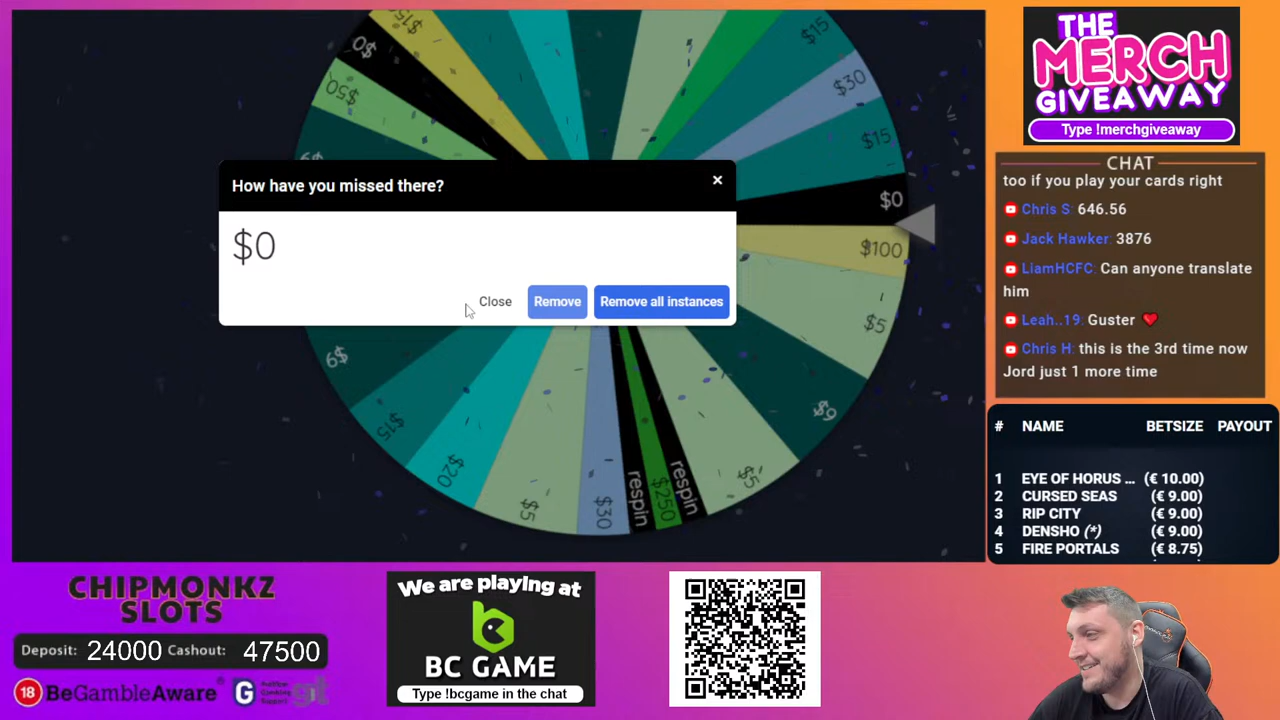 $150
$0
$50
$9
$15
$20
$5
$30
respin
$250
respin
$5
$9
$5
$100
$0
$15
$30
$15
How have you missed there?
×
$0
Close
Remove
Remove all instances
THE
MERCH
GIVEAWAY
Type !merchgiveaway
CHAT
too if you play your cards right
Chris S: 646.56
Jack Hawker: 3876
LiamHCFC: Can anyone translate
him
Leah..19: Guster ❤
Chris H: this is the 3rd time now
Jord just 1 more time
# NAME BETSIZE PAYOUT
1 EYE OF HORUS ... (€ 10.00)
2 CURSED SEAS (€ 9.00)
3 RIP CITY (€ 9.00)
4 DENSHO (*) (€ 9.00)
5 FIRE PORTALS (€ 8.75)
CHIPMONKZ
SLOTS
Deposit: 24000 Cashout: 47500
18 BeGambleAware
We are playing at
BC GAME
Type !bcgame in the chat